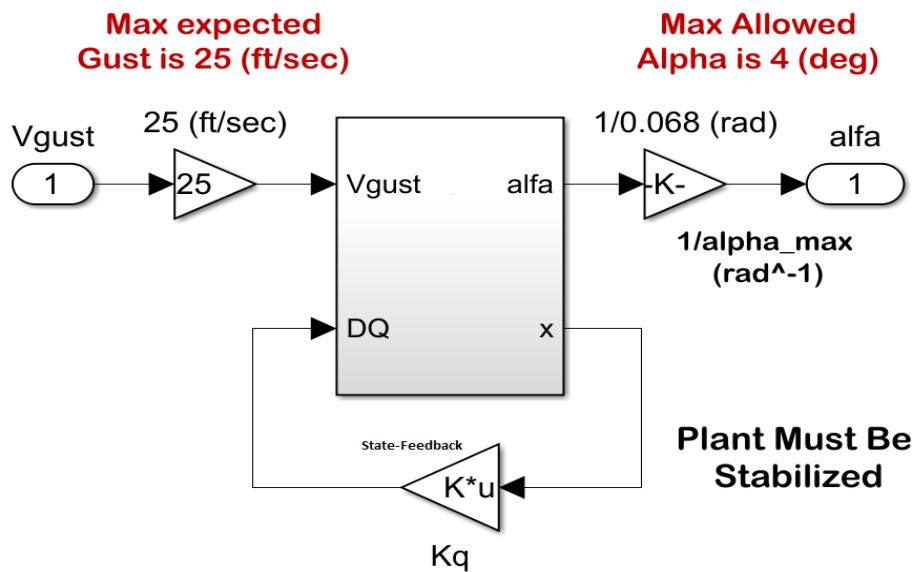 Max expected
Gust is 25 (ft/sec)
Max Allowed
Alpha is 4 (deg)
Vgust
25 (ft/sec)
1/0.068 (rad)
alfa
1
25
Vgust
alfa
-K-
1
1/alpha_max
(rad^-1)
DQ
x
State-Feedback
K*u
Kq
Plant Must Be
Stabilized